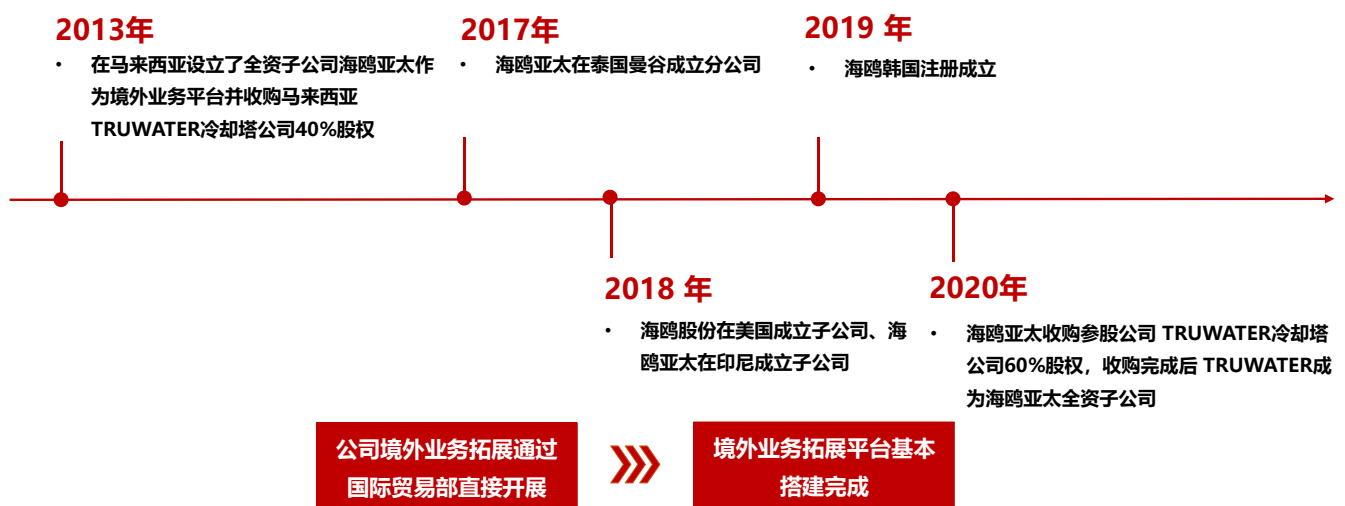 2013年
• 在马来西亚设立了全资子公司海鸥亚太作
为境外业务平台并收购马来西亚
TRUWATER冷却塔公司40%股权
2017年
• 海鸥亚太在泰国曼谷成立分公司
2019 年
• 海鸥韩国注册成立
2018 年
• 海鸥股份在美国成立子公司、海
鸥亚太在印尼成立子公司
2020年
• 海鸥亚太收购参股公司 TRUWATER冷却塔
公司60%股权，收购完成后 TRUWATER成
为海鸥亚太全资子公司
公司境外业务拓展通过
国际贸易部直接开展
境外业务拓展平台基本
搭建完成